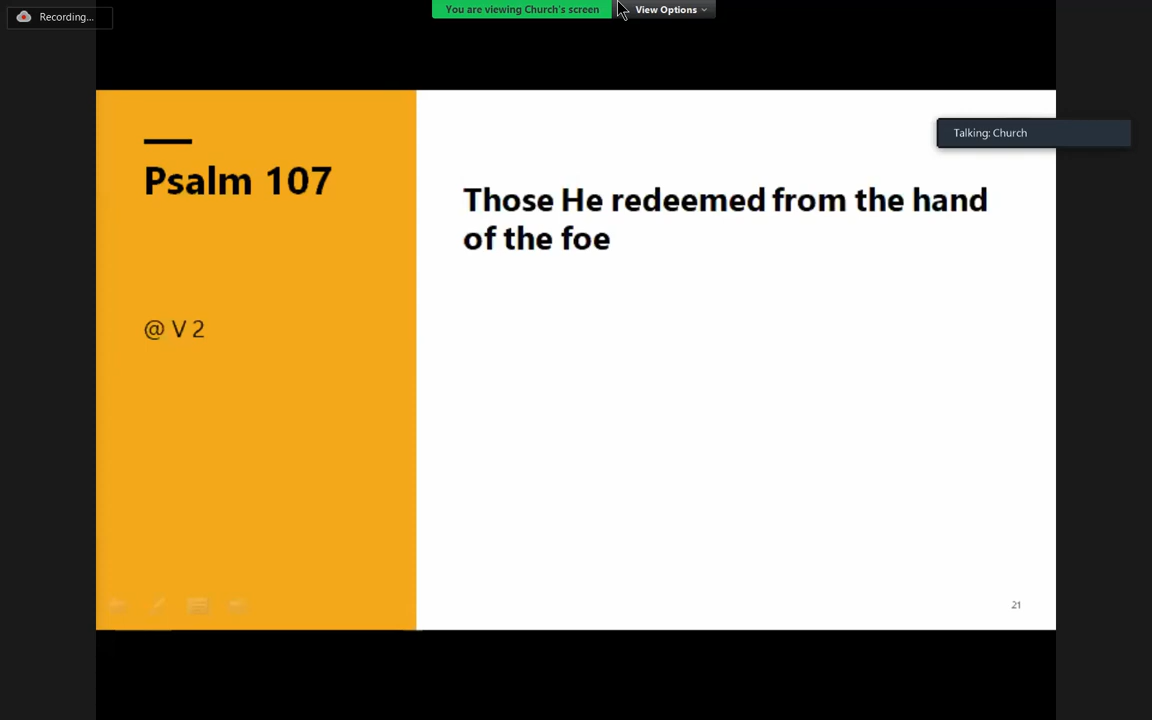 Recording...
You are viewing Church's screen
View Options
Talking: Church
Psalm 107
Those He redeemed from the hand
of the foe
@ V 2
21